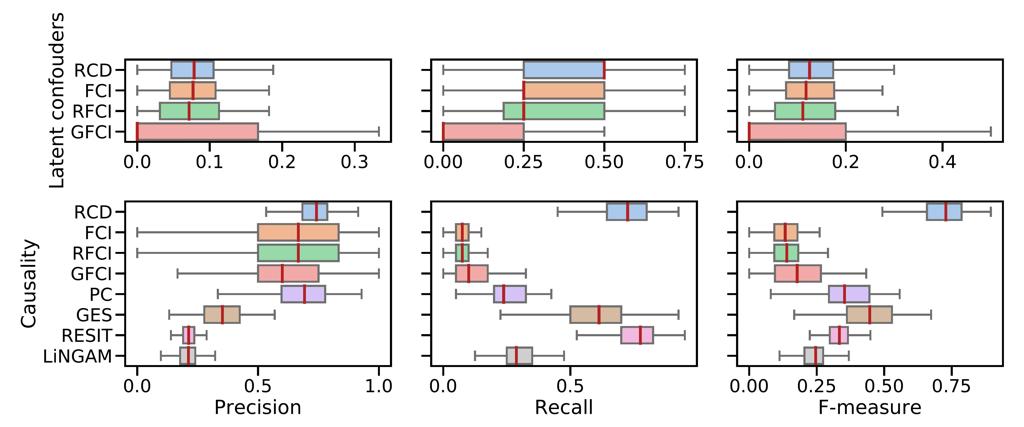 Latent confouders
RCD
FCI
RFCI
GFCI
0.0 0.1 0.2 0.3
0.00 0.25 0.50 0.75
0.0 0.2 0.4
Causality
RCD
FCI
RFCI
GFCI
PC
GES
RESIT
LiNGAM
0.0 0.5 1.0
0.0 0.5
0.00 0.25 0.50 0.75
Precision
Recall
F-measure